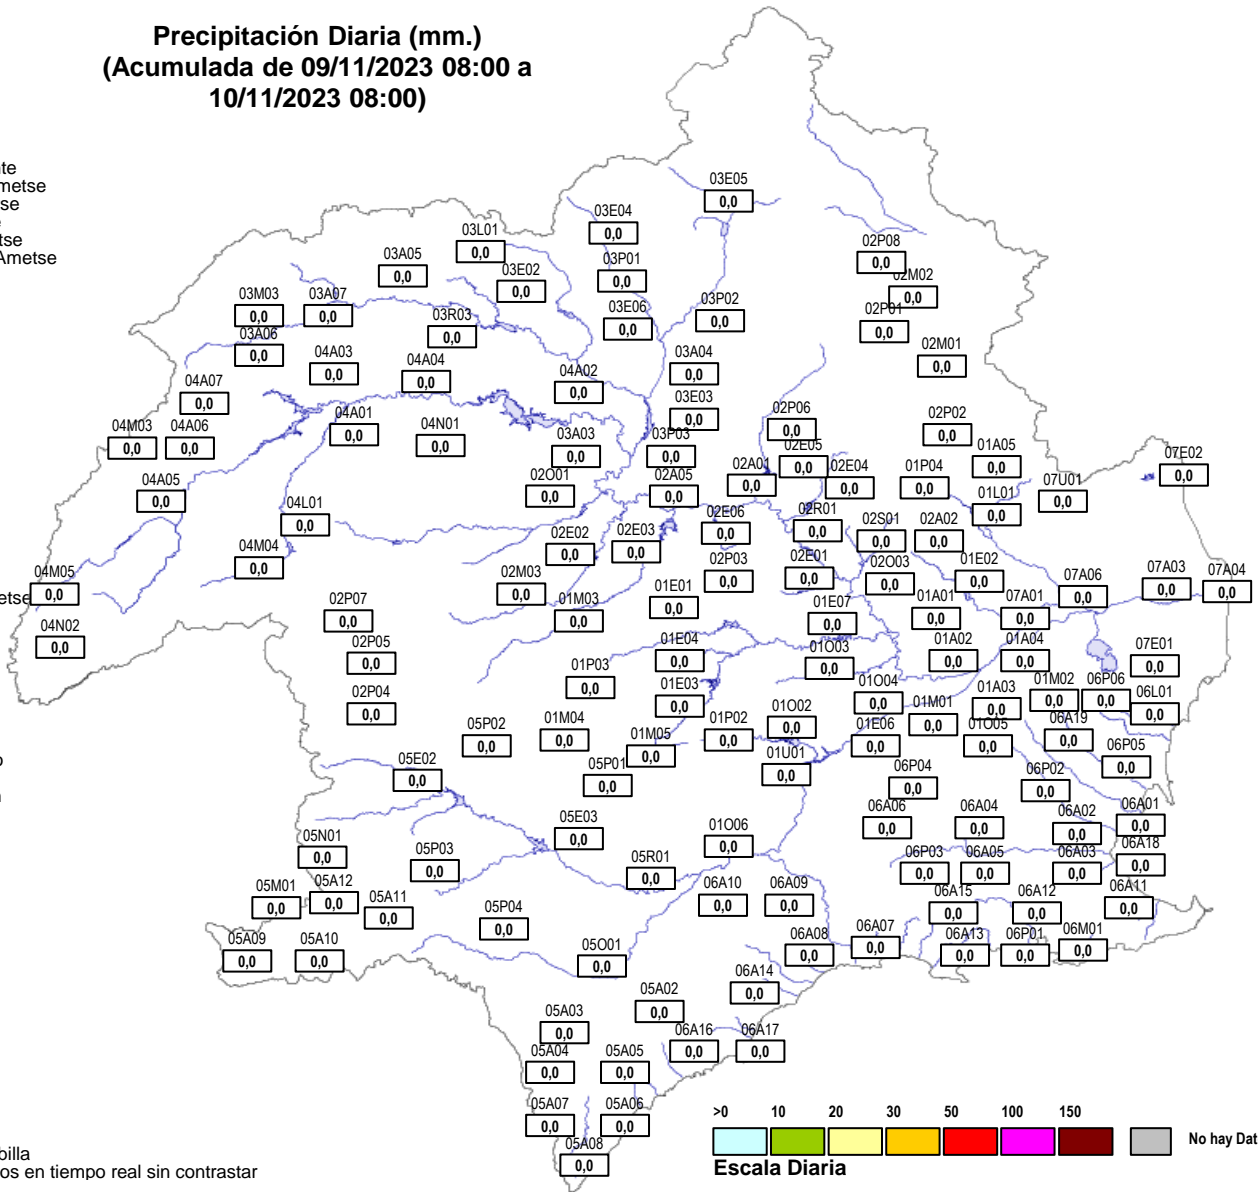 Precipitación Diaria (mm.)
(Acumulada de 09/11/2023 08:00 a
10/11/2023 08:00)
03E05
0,0
03E04
0,0
03L01
0,0
03A05
0,0
03P01
0,0
03E02
0,0
02P08
0,0
02M02
0,0
03M03
0,0
03A07
0,0
03R03
0,0
03E06
0,0
03P02
0,0
02P01
0,0
03A06
0,0
04A03
0,0
04A04
0,0
04A02
0,0
03A04
0,0
02M01
0,0
04A07
0,0
03E03
0,0
04M03
0,0
04A06
0,0
04A01
0,0
04N01
0,0
03A03
0,0
03P03
0,0
02P06
0,0
02P02
0,0
02E05
0,0
01A05
0,0
07E02
0,0
04A05
0,0
02O01
0,0
02A05
0,0
02A01
0,0
02E04
0,0
01P04
0,0
07U01
0,0
01L01
0,0
04L01
0,0
02E06
0,0
02R01
0,0
02S01
0,0
02A02
0,0
04M04
0,0
02E02
0,0
02E03
0,0
02P03
0,0
02E01
0,0
02O03
0,0
01E02
0,0
04M05
0,0
02M03
0,0
01M03
0,0
01E01
0,0
07A06
0,0
07A03
0,0
07A04
0,0
02P07
0,0
01E07
0,0
01A01
0,0
07A01
0,0
04N02
0,0
02P05
0,0
01E04
0,0
01O03
0,0
01A02
0,0
01A04
0,0
07E01
0,0
01P03
0,0
02P04
0,0
01E03
0,0
01O04
0,0
01M01
0,0
01A03
0,0
01M02
0,0
06P06
0,0
06L01
0,0
05P02
0,0
01M04
0,0
01M05
0,0
01P02
0,0
01O02
0,0
01E06
0,0
01O05
0,0
06A19
0,0
05E02
0,0
05P01
0,0
01U01
0,0
06P04
0,0
06P02
0,0
06P05
0,0
05E03
0,0
01O06
0,0
06A06
0,0
06A04
0,0
06A02
0,0
06A01
0,0
05N01
0,0
05P03
0,0
05R01
0,0
06P03
0,0
06A05
0,0
06A03
0,0
06A18
0,0
05M01
0,0
05A12
0,0
05A11
0,0
06A10
0,0
06A09
0,0
06A15
0,0
06A12
0,0
06A11
0,0
05P04
0,0
05A09
0,0
05A10
0,0
05O01
0,0
06A08
0,0
06A07
0,0
06A13
0,0
06P01
0,0
06M01
0,0
05A02
0,0
06A14
0,0
05A03
0,0
06A16
0,0
06A17
0,0
05A04
0,0
05A05
0,0
05A07
0,0
05A06
0,0
05A08
0,0
>0 10 20 30 50 100 150
No hay Dat
Escala Diaria
os en tiempo real sin contrastar